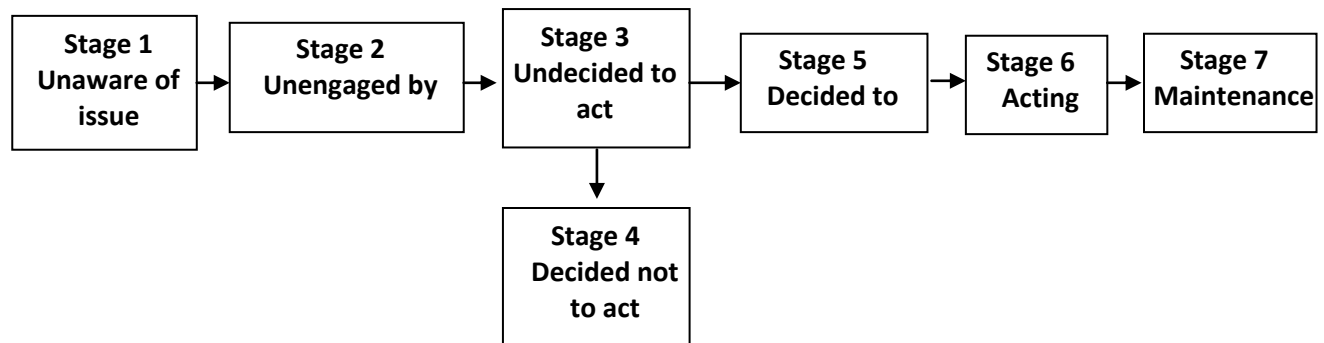 Stage 1
Unaware of
issue
Stage 2
Unengaged by
Stage 3
Undecided to
act
Stage 4
Decided not
to act
Stage 5
Decided to
Stage 6
Acting
Stage 7
Maintenance